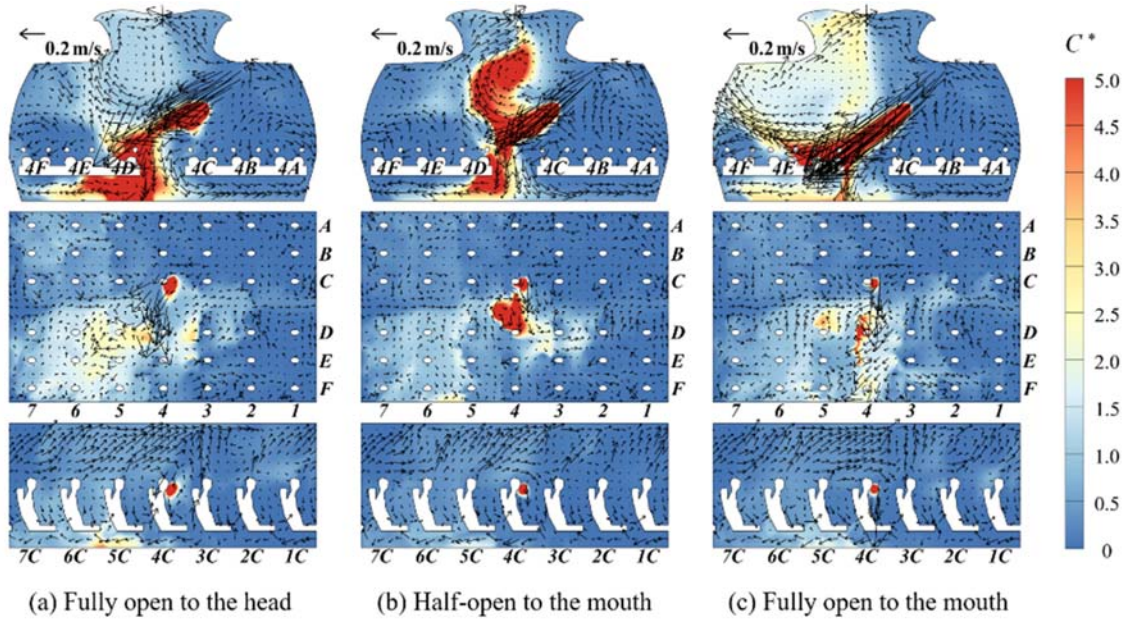 0.2 m/s 0.2 m/s 0.2 m/s C*
4F 4E 4D 4C 4B 4A 4F 4E 4D 4C 4B 4A 4F 4E 4C 4B 4A
A A A
B B B
C C C
D D D
E E E
F F F
7 6 5 4 3 2 1 7 6 5 4 3 2 1 7 6 5 4 3 2 1
7C 6C 5C 4C 3C 2C 1C 7C 6C 5C 4C 3C 2C 1C 7C 6C 5C 4C 3C 2C 1C
(a) Fully open to the head (b) Half-open to the mouth (c) Fully open to the mouth
5.0
4.5
4.0
3.5
3.0
2.5
2.0
1.5
1.0
0.5
0